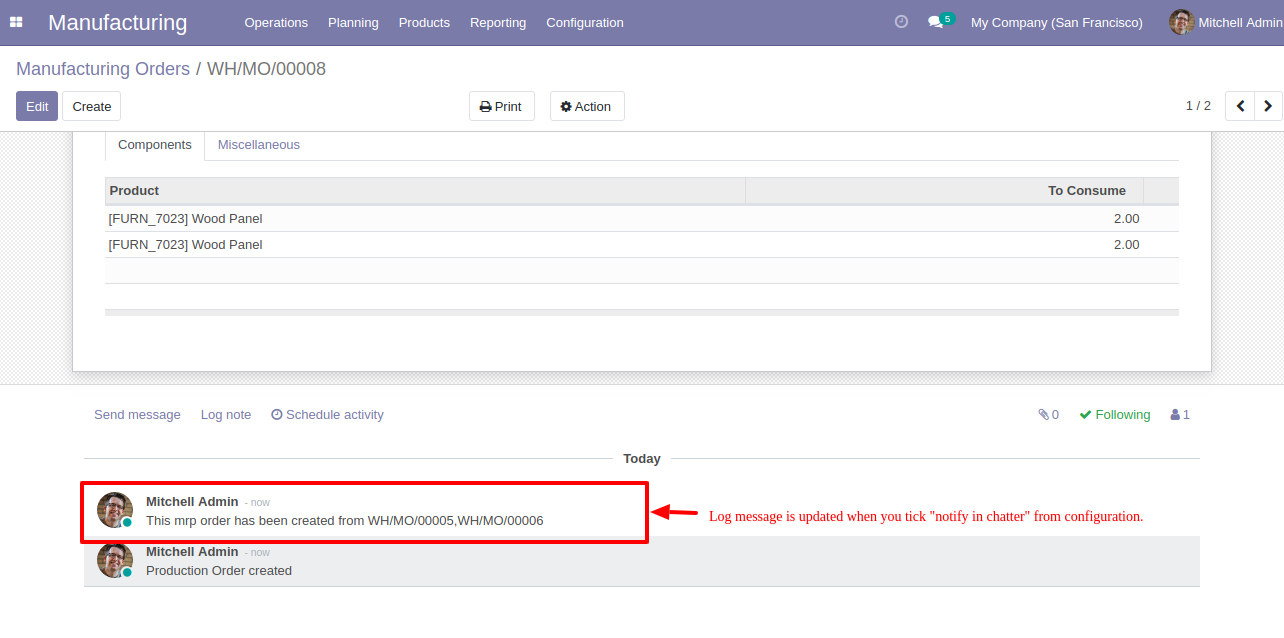 Manufacturing Operations Planning Products Reporting Configuration 5 My Company (San Francisco) Mitchell Admin
Manufacturing Orders / WH/MO/00008
Edit Create Print Action 1 / 2
Components Miscellaneous
Product To Consume
[FURN_7023] Wood Panel 2.00
[FURN_7023] Wood Panel 2.00
Send message Log note Schedule activity 0 Following 1
Today
Mitchell Admin - now
This mrp order has been created from WH/MO/00005,WH/MO/00006
Log message is updated when you tick "notify in chatter" from configuration.
Mitchell Admin - now
Production Order created